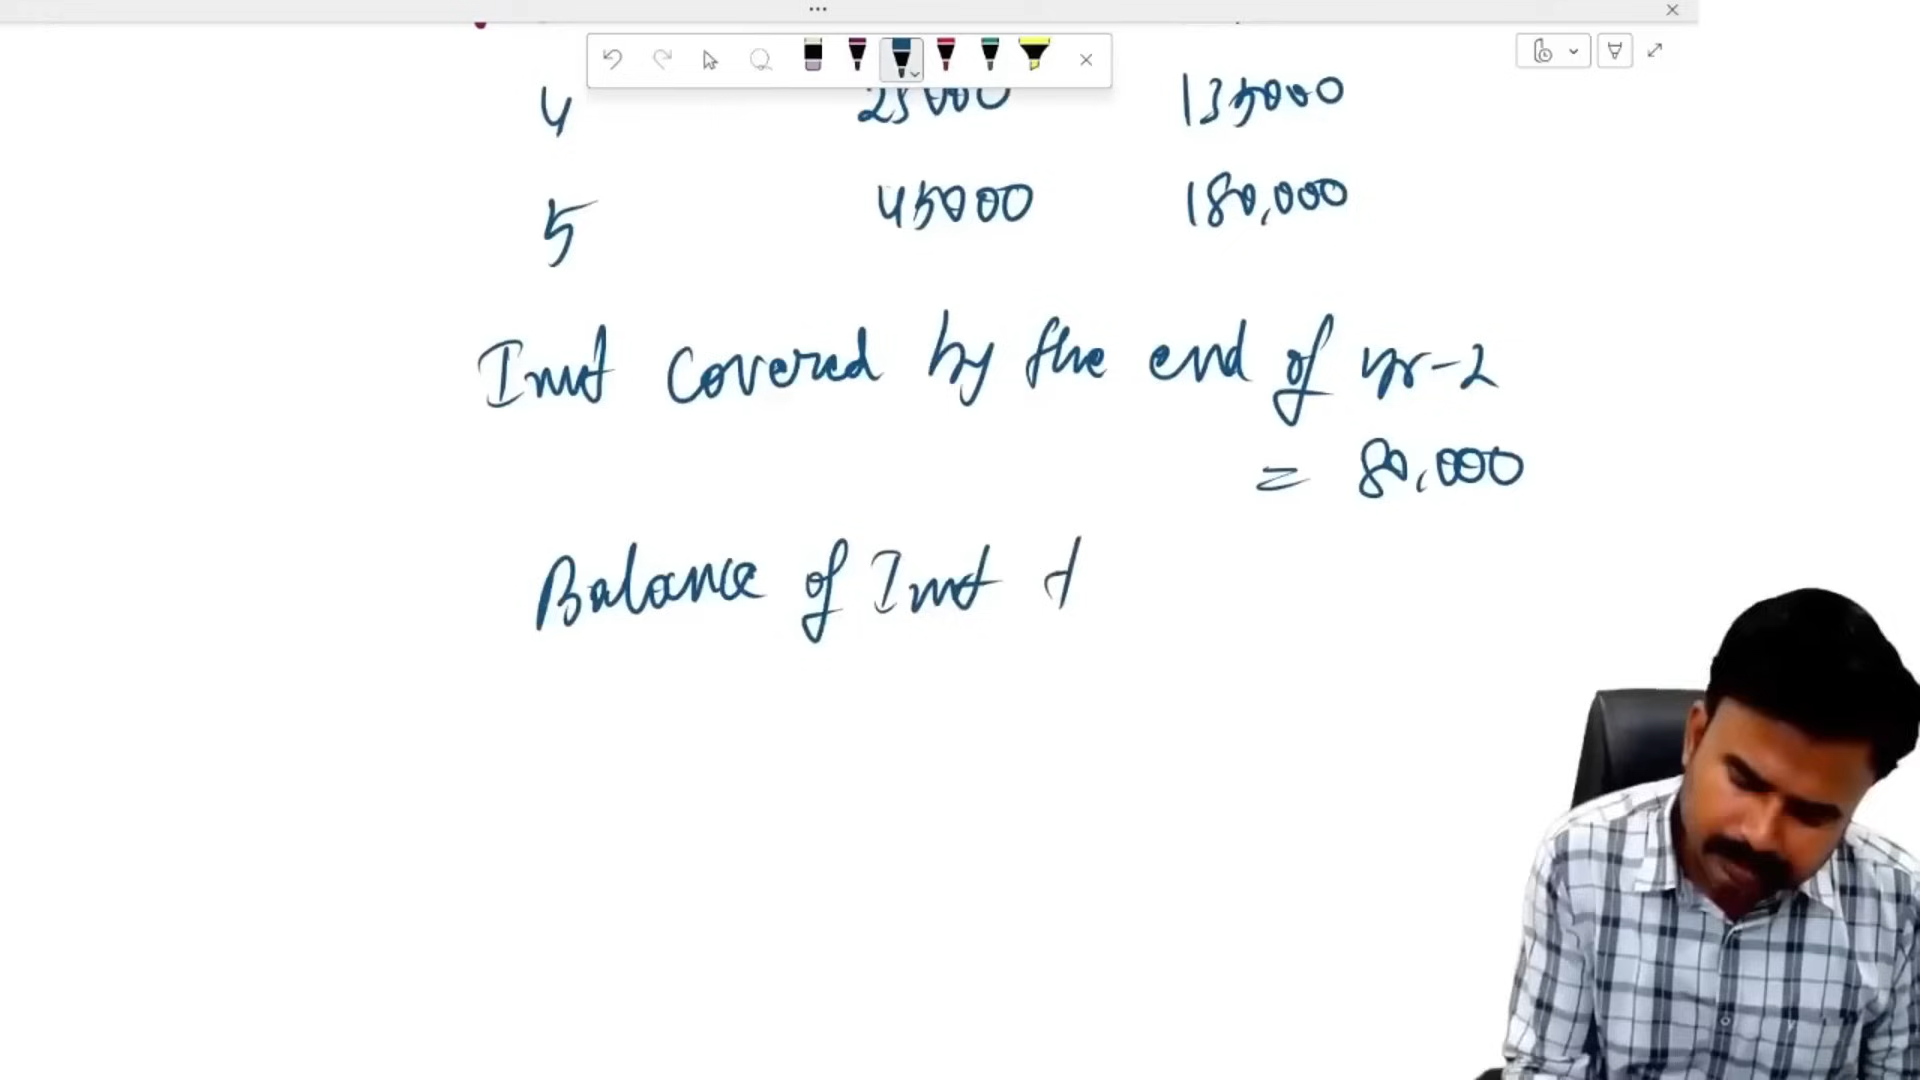 4 25000 135000
5 45000 180,000
Invt covered by the end of yr-2
= 80,000
Balance of Invt